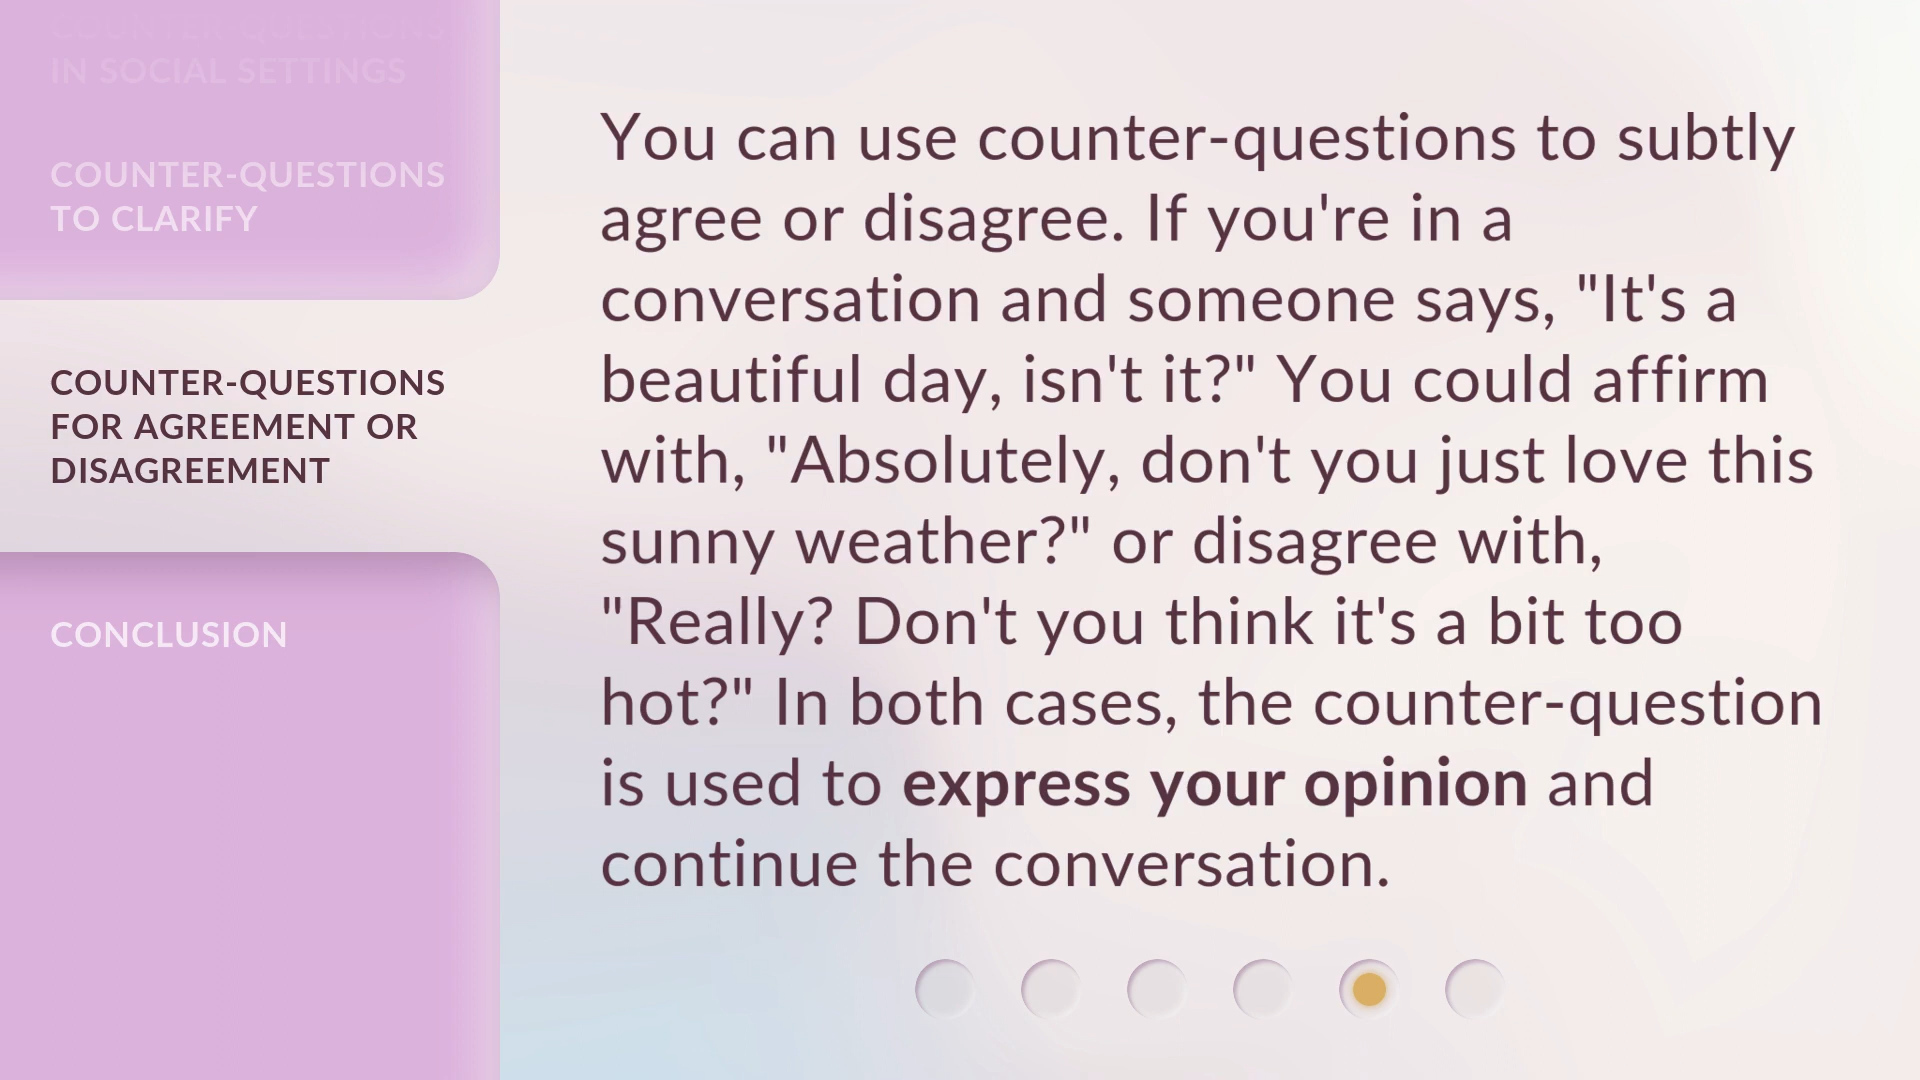 COUNTER-QUESTIONS
IN SOCIAL SETTINGS
COUNTER-QUESTIONS
TO CLARIFY
COUNTER-QUESTIONS
FOR AGREEMENT OR
DISAGREEMENT
CONCLUSION
You can use counter-questions to subtly
agree or disagree. If you're in a
conversation and someone says, "It's a
beautiful day, isn't it?" You could affirm
with, "Absolutely, don't you just love this
sunny weather?" or disagree with,
"Really? Don't you think it's a bit too
hot?" In both cases, the counter-question
is used to express your opinion and
continue the conversation.